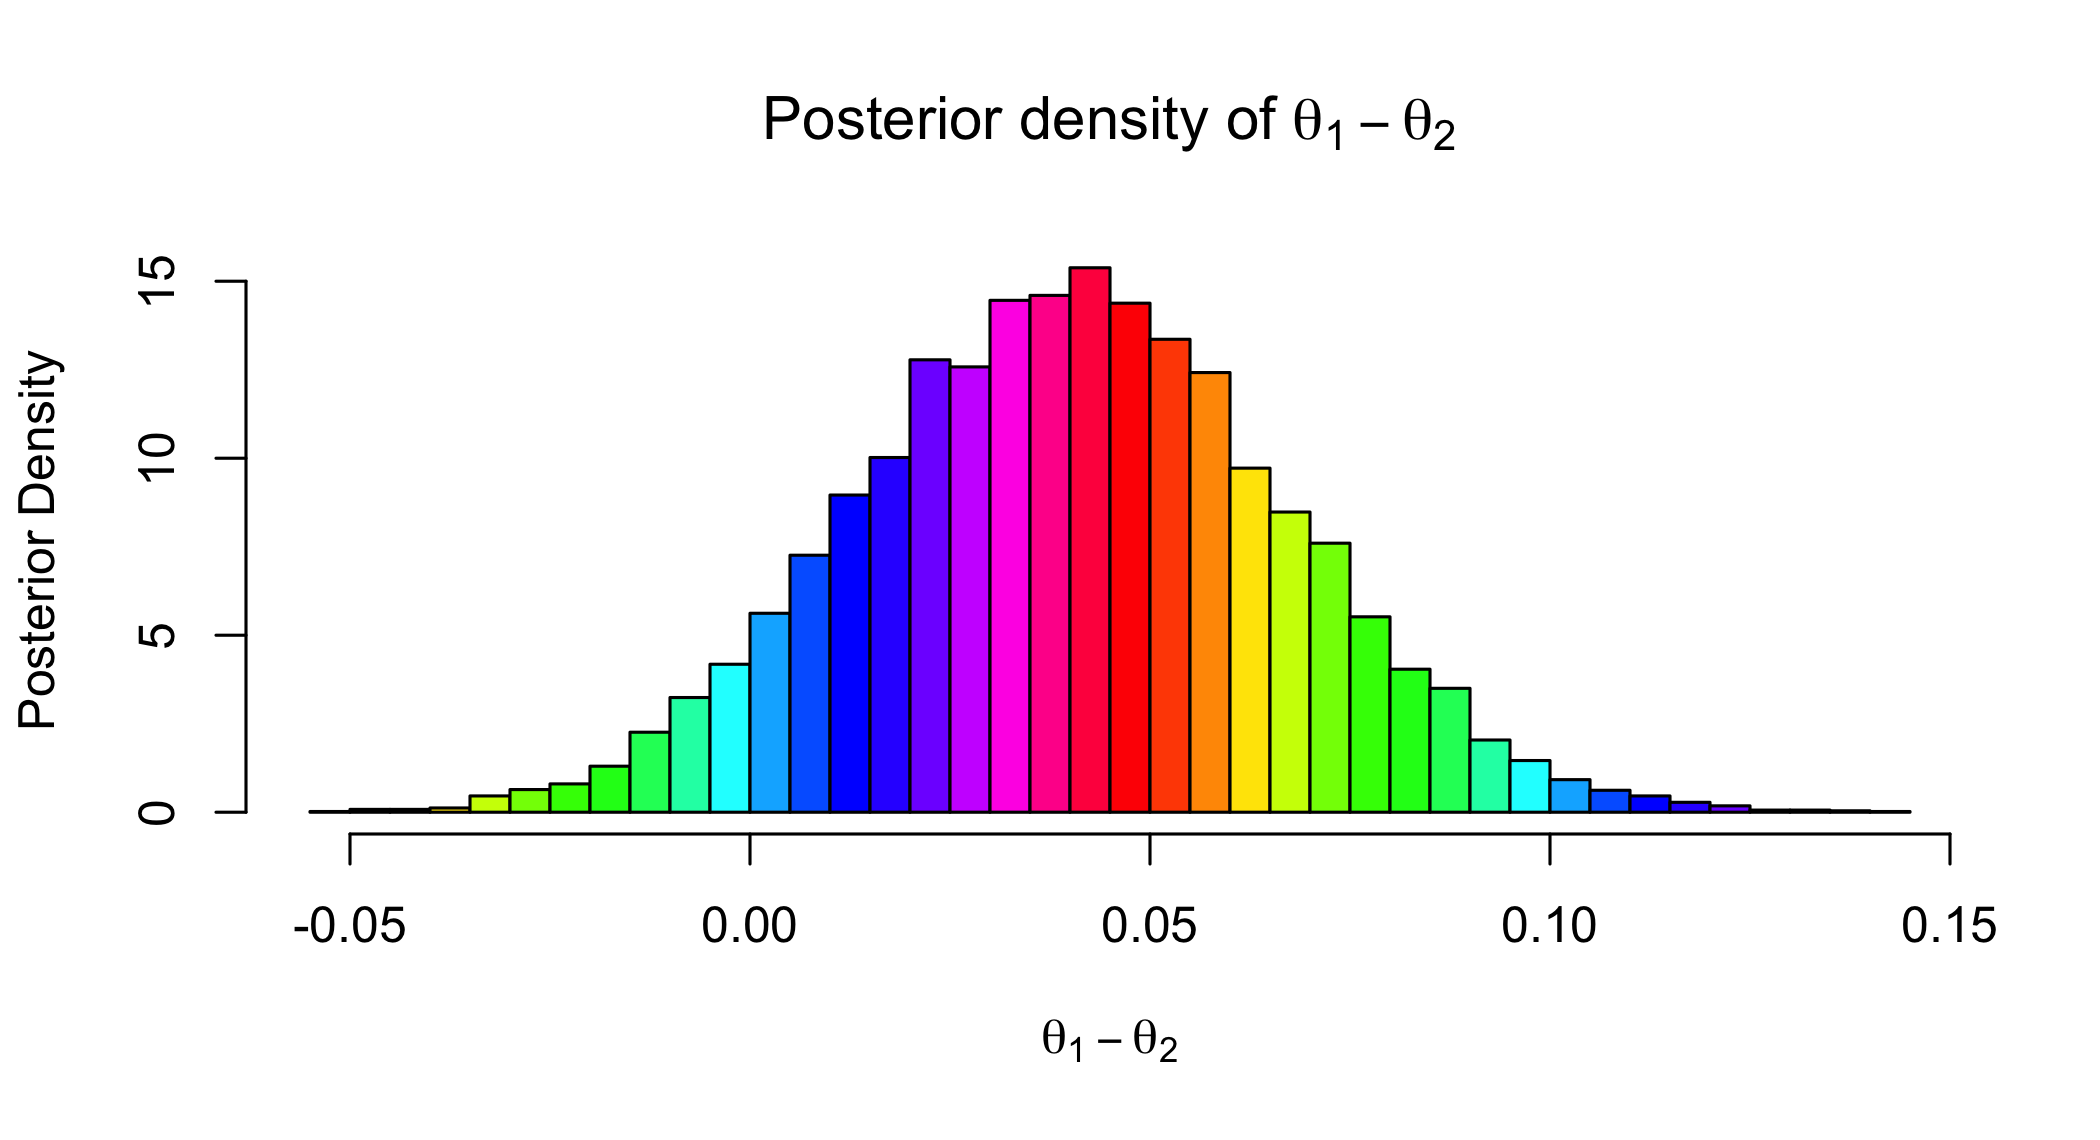 Posterior density of θ₁ – θ₂
Posterior Density
15
10
5
0
-0.05 0.00 0.05 0.10 0.15
θ₁ – θ₂